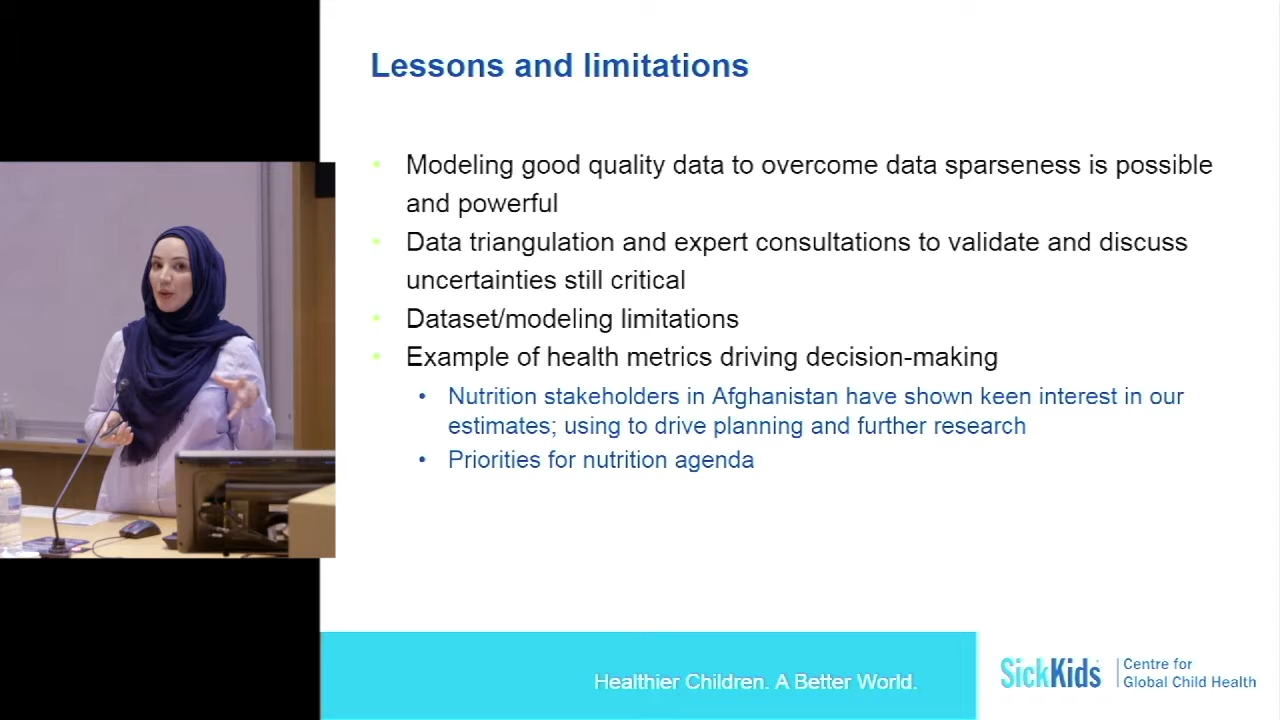 Lessons and limitations
Modeling good quality data to overcome data sparseness is possible
and powerful
Data triangulation and expert consultations to validate and discuss
uncertainties still critical
Dataset/modeling limitations
Example of health metrics driving decision-making
Nutrition stakeholders in Afghanistan have shown keen interest in our
estimates; using to drive planning and further research
Priorities for nutrition agenda
Healthier Children. A Better World.
SickKids
Centre for
Global Child Health